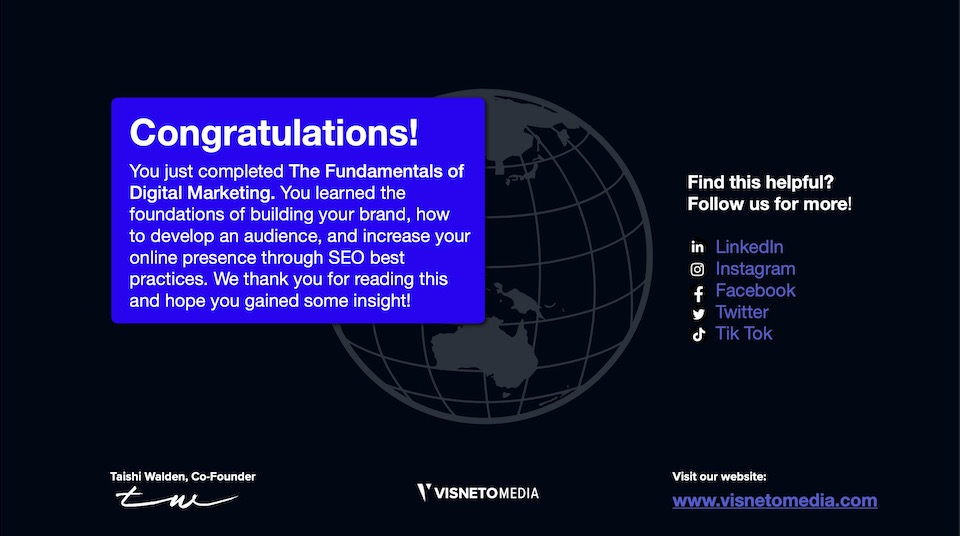 Congratulations!
You just completed The Fundamentals of
Digital Marketing. You learned the
foundations of building your brand, how
to develop an audience, and increase your
online presence through SEO best
practices. We thank you for reading this
and hope you gained some insight!
Find this helpful?
Follow us for more!
LinkedIn
Instagram
Facebook
Twitter
Tik Tok
Taishi Walden, Co-Founder
tw
VISNETOMEDIA
Visit our website:
www.visnetomedia.com